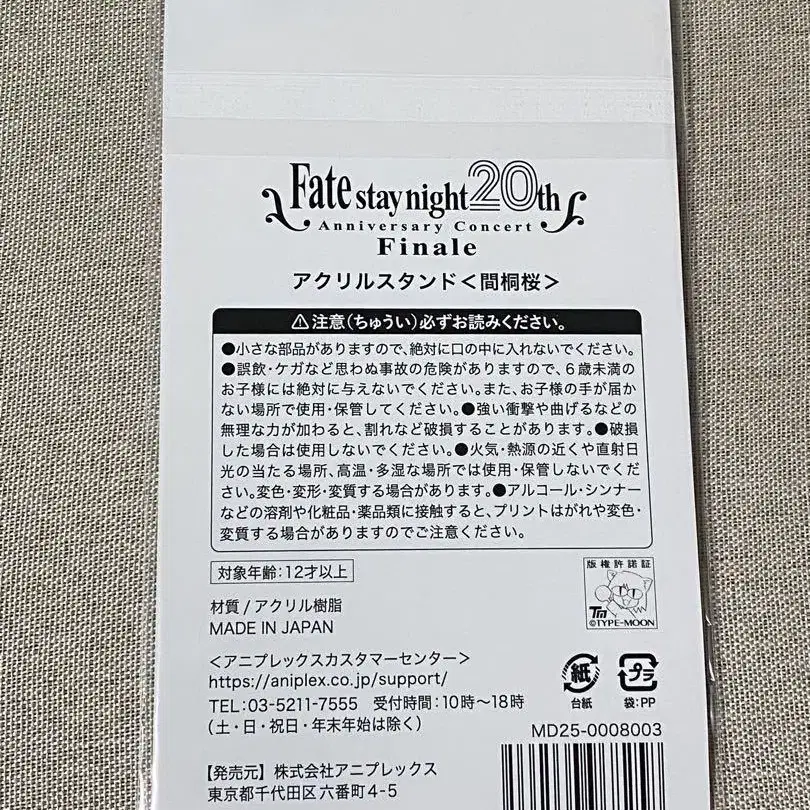 Fate stay night 20th
Anniversary Concert
Finale
アクリルスタンド＜間桐桜＞
⚠注意（ちゅうい）必ずお読みください。
●小さな部品がありますので、絶対に口の中に入れないでください。
●誤飲・ケガなど思わぬ事故の危険がありますので、6歳未満の
お子様には絶対に与えないでください。また、お子様の手が届か
ない場所で使用・保管してください。●強い衝撃や曲げるなどの
無理な力が加わると、割れなど破損することがあります。●破損
した場合は使用しないでください。●火気・熱源の近くや直射日
光の当たる場所、高温・多湿な場所では使用・保管しないでくださ
い。変色・変形・変質する場合があります。●アルコール・シンナー
などの溶剤や化粧品・薬品類に接触すると、プリントはがれや変色・
変質する場合がありますのでご注意ください。
対象年齢：12才以上
版権許諾証
TM
©TYPE-MOON
材質 / アクリル樹脂
MADE IN JAPAN
＜アニプレックスカスタマーセンター＞
https://aniplex.co.jp/support/
TEL：03-5211-7555　受付時間：10時～18時
（土・日・祝日・年末年始は除く）
紙
台紙
プラ
袋：PP
MD25-0008003
【発売元】株式会社アニプレックス
東京都千代田区六番町4-5